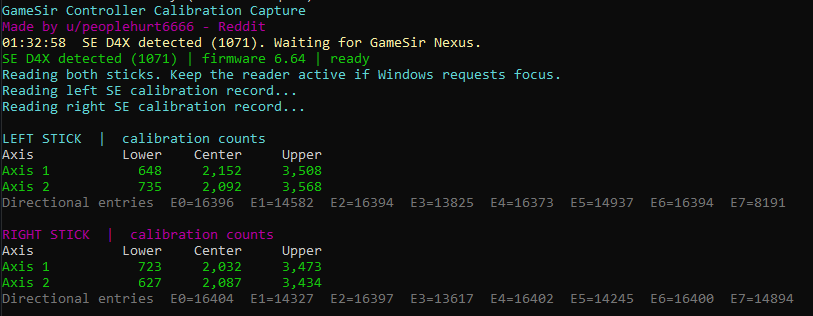 GameSir Controller Calibration Capture
Made by u/peoplehurt6666 - Reddit
01:32:58  SE D4X detected (1071). Waiting for GameSir Nexus.
SE D4X detected (1071) | firmware 6.64 | ready
Reading both sticks. Keep the reader active if Windows requests focus.
Reading left SE calibration record...
Reading right SE calibration record...
LEFT STICK  |  calibration counts
Axis           Lower    Center     Upper
Axis 1           648     2,152     3,508
Axis 2           735     2,092     3,568
Directional entries  E0=16396  E1=14582  E2=16394  E3=13825  E4=16373  E5=14937  E6=16394  E7=8191
RIGHT STICK  |  calibration counts
Axis           Lower    Center     Upper
Axis 1           723     2,032     3,473
Axis 2           627     2,087     3,434
Directional entries  E0=16404  E1=14327  E2=16397  E3=13617  E4=16402  E5=14245  E6=16400  E7=14894